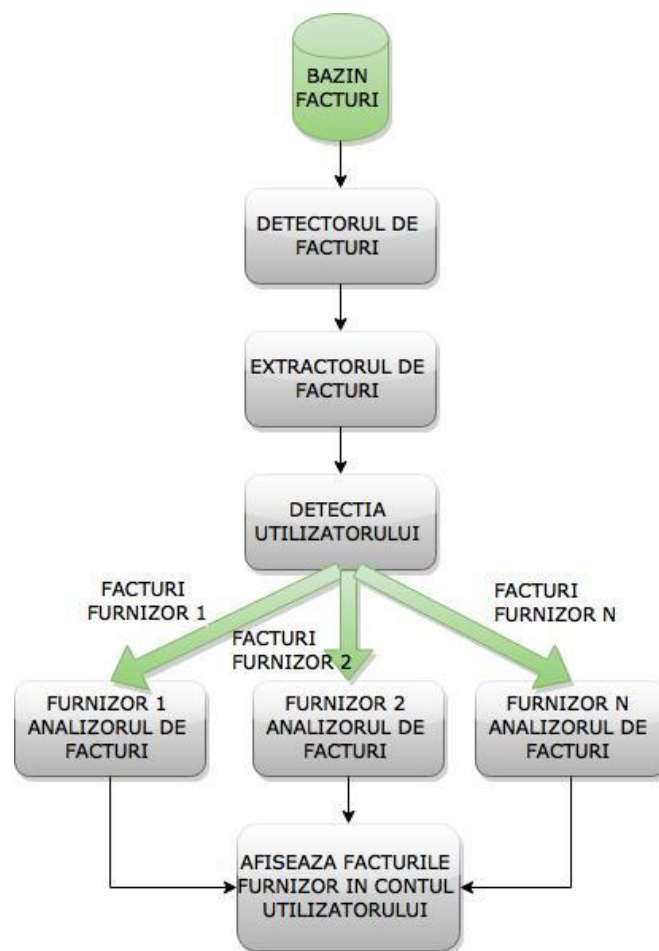 BAZIN
FACTURI
DETECTORUL DE
FACTURI
EXTRACTORUL DE
FACTURI
DETECTIA
UTILIZATORULUI
FACTURI
FURNIZOR 1
FACTURI
FURNIZOR 2
FACTURI
FURNIZOR N
FURNIZOR 1
ANALIZORUL DE
FACTURI
FURNIZOR 2
ANALIZORUL DE
FACTURI
FURNIZOR N
ANALIZORUL DE
FACTURI
AFISEAZA FACTURILE
FURNIZOR IN CONTUL
UTILIZATORULUI